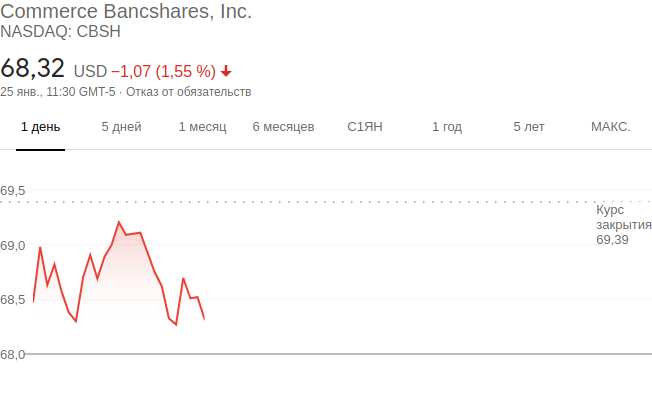 Commerce Bancshares, Inc.
NASDAQ: CBSH
68,32 USD −1,07 (1,55 %)
25 янв., 11:30 GMT-5 · Отказ от обязательств
1 день 5 дней 1 месяц 6 месяцев С1ЯН 1 год 5 лет МАКС.
69,5
Курс
закрытия
69,39
69,0
68,5
68,0